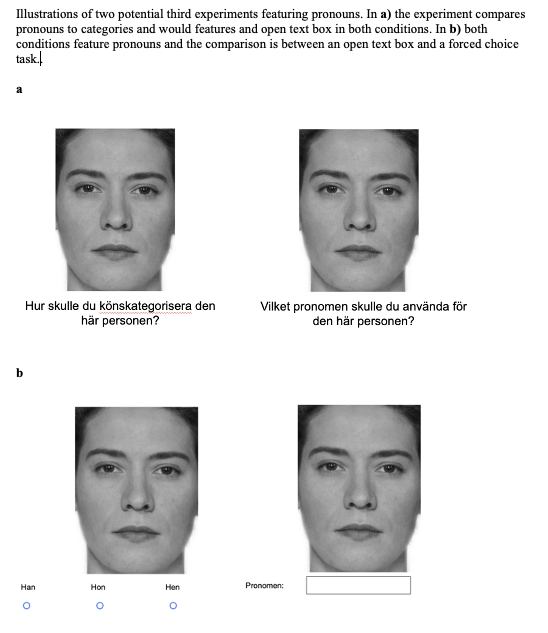 Illustrations of two potential third experiments featuring pronouns. In a) the experiment compares
pronouns to categories and would features and open text box in both conditions. In b) both
conditions feature pronouns and the comparison is between an open text box and a forced choice
task.
a
Hur skulle du könskategorisera den
här personen?
Vilket pronomen skulle du använda för
den här personen?
b
Han Hon Hen
Pronomen: